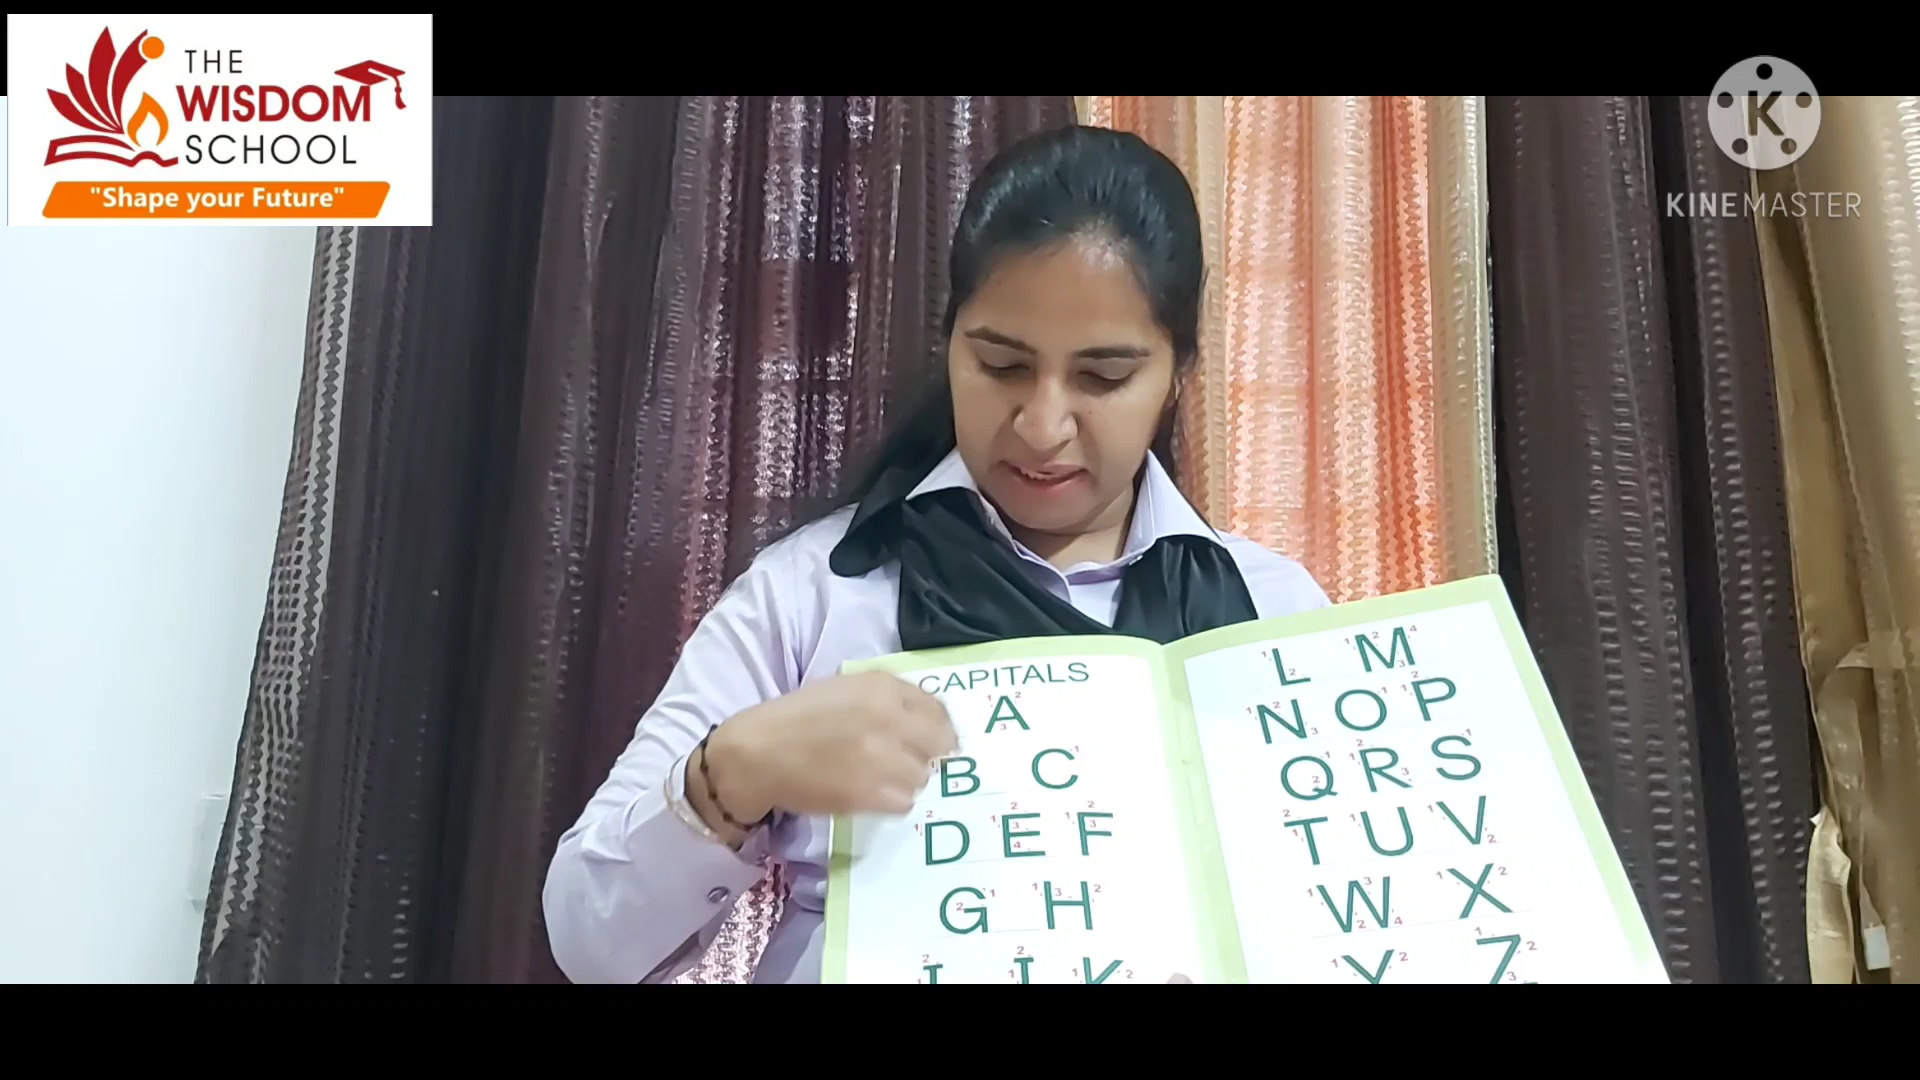 THE
WISDOM
SCHOOL
"Shape your Future"
K
KINEMASTER
CAPITALS
A
B C
D E F
G H
I J K
L M
N O P
Q R S
T U V
W X
Y Z